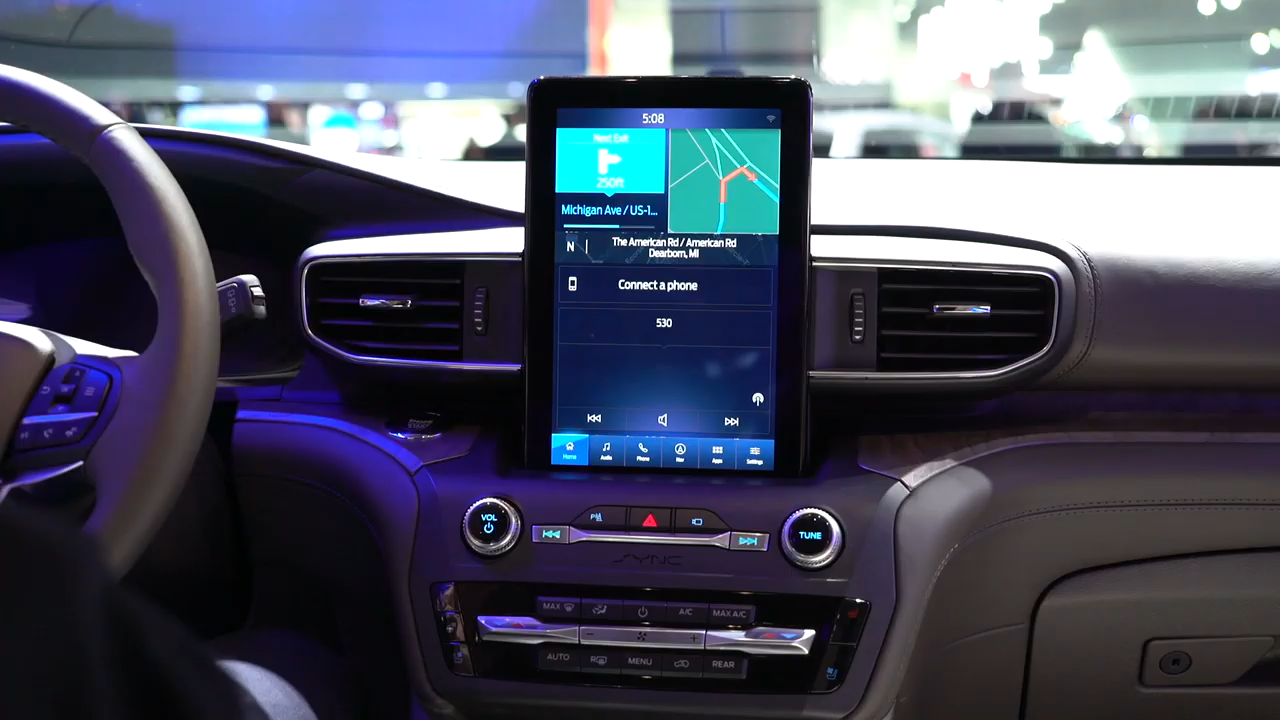 5:08
Next Exit
250ft
Michigan Ave / US-1...
N
The American Rd / American Rd
Dearborn, MI
Connect a phone
530
Home Audio Phone Nav Apps Settings
VOL
TUNE
SYNC
MAX A/C MAX A/C
AUTO R MENU REAR